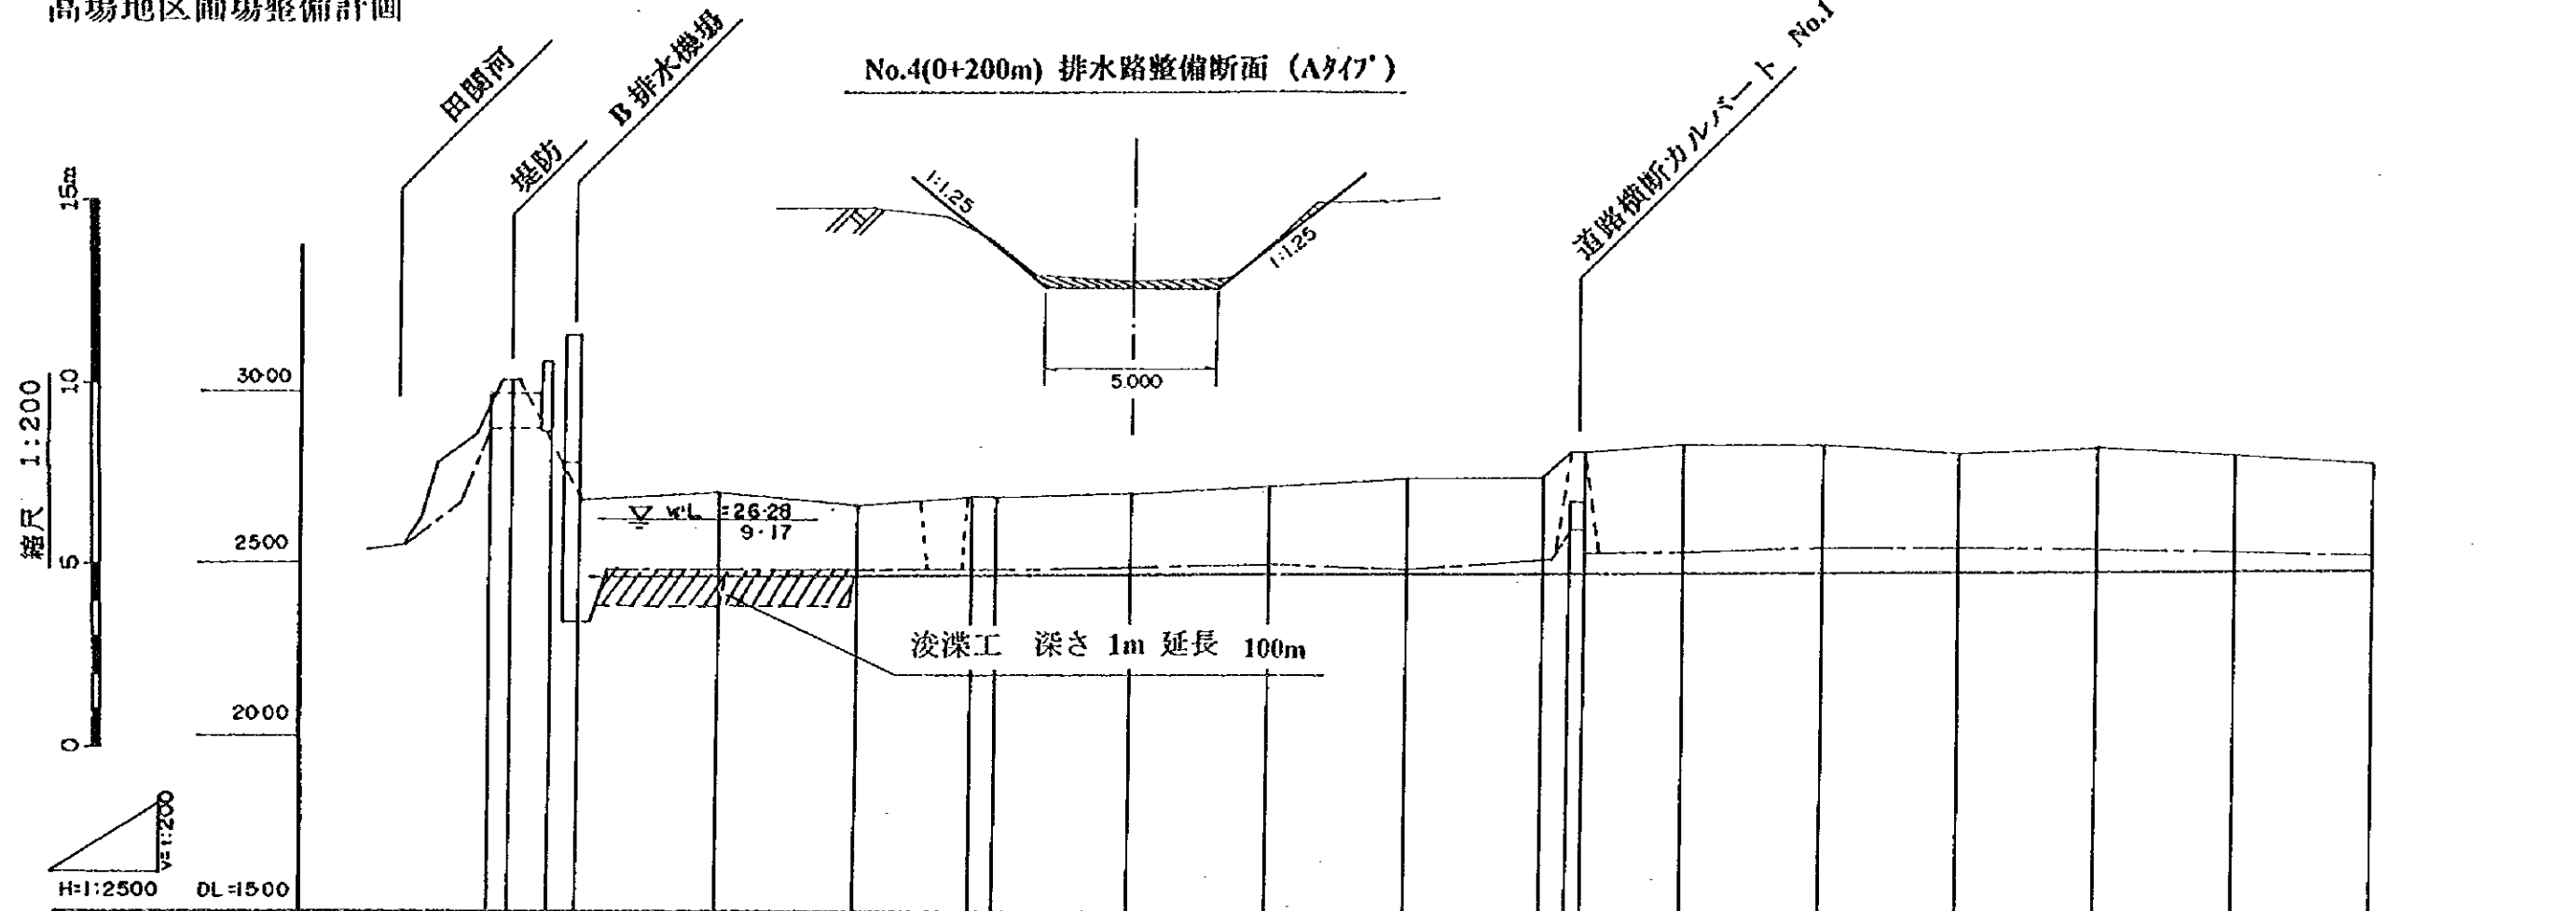 高場地区圃場整備計画
田関河
堤防
B 排水機場
No.4(0+200m) 排水路整備断面 (Aタイプ)
道路横断カルバート No.1
1:1.25
1:1.25
5.000
縮尺 1:200
15m
10
5
0
30·00
25·00
20·00
▽ W·L =26·28
9·17
浚渫工 深さ 1m 延長 100m
V=1:200
H=1:2500
DL=15·00